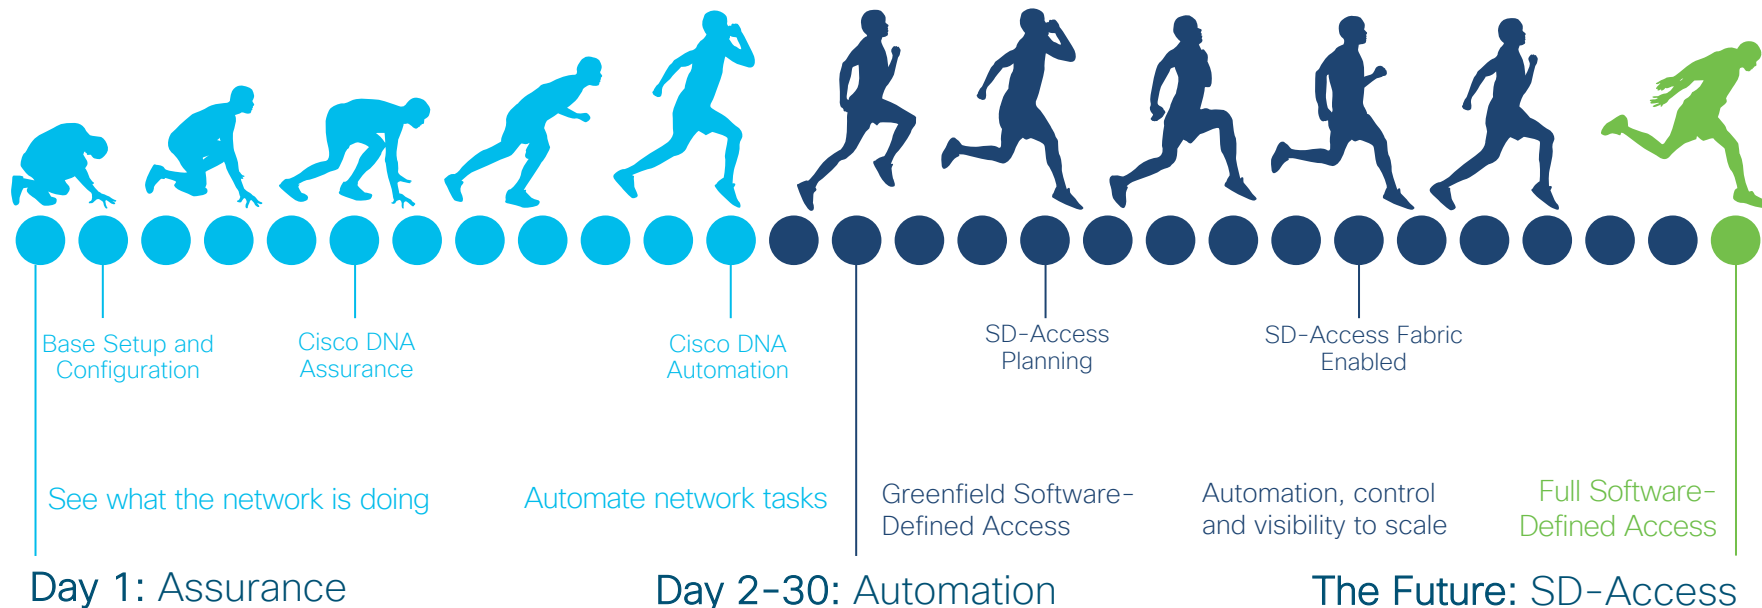 Base Setup and
Configuration
Cisco DNA
Assurance
Cisco DNA
Automation
SD-Access
Planning
SD-Access Fabric
Enabled
See what the network is doing
Automate network tasks
Greenfield Software-
Defined Access
Automation, control
and visibility to scale
Full Software-
Defined Access
Day 1: Assurance
Day 2-30: Automation
The Future: SD-Access